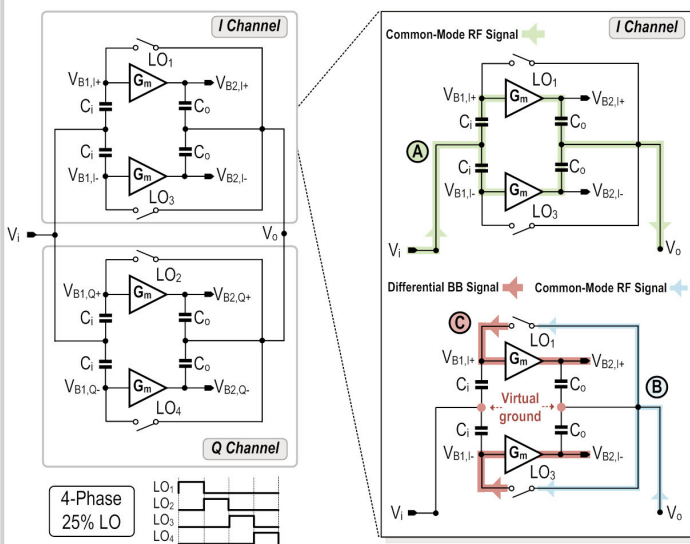 I Channel
LO1
VB1,I+
Gm
VB2,I+
Ci
Co
Ci
Co
VB1,I-
Gm
VB2,I-
LO3
Vi
Vo
LO2
VB1,Q+
Gm
VB2,Q+
Ci
Co
Ci
Co
VB1,Q-
Gm
VB2,Q-
LO4
Q Channel
4-Phase
25% LO
LO1
LO2
LO3
LO4
I Channel
Common-Mode RF Signal
LO1
VB1,I+
Gm
VB2,I+
Ci
Co
A
Ci
Co
VB1,I-
Gm
VB2,I-
LO3
Vi
Vo
Differential BB Signal
Common-Mode RF Signal
C
LO1
VB1,I+
Gm
VB2,I+
Ci
Co
Virtual
ground
B
Ci
Co
VB1,I-
Gm
VB2,I-
LO3
Vi
Vo